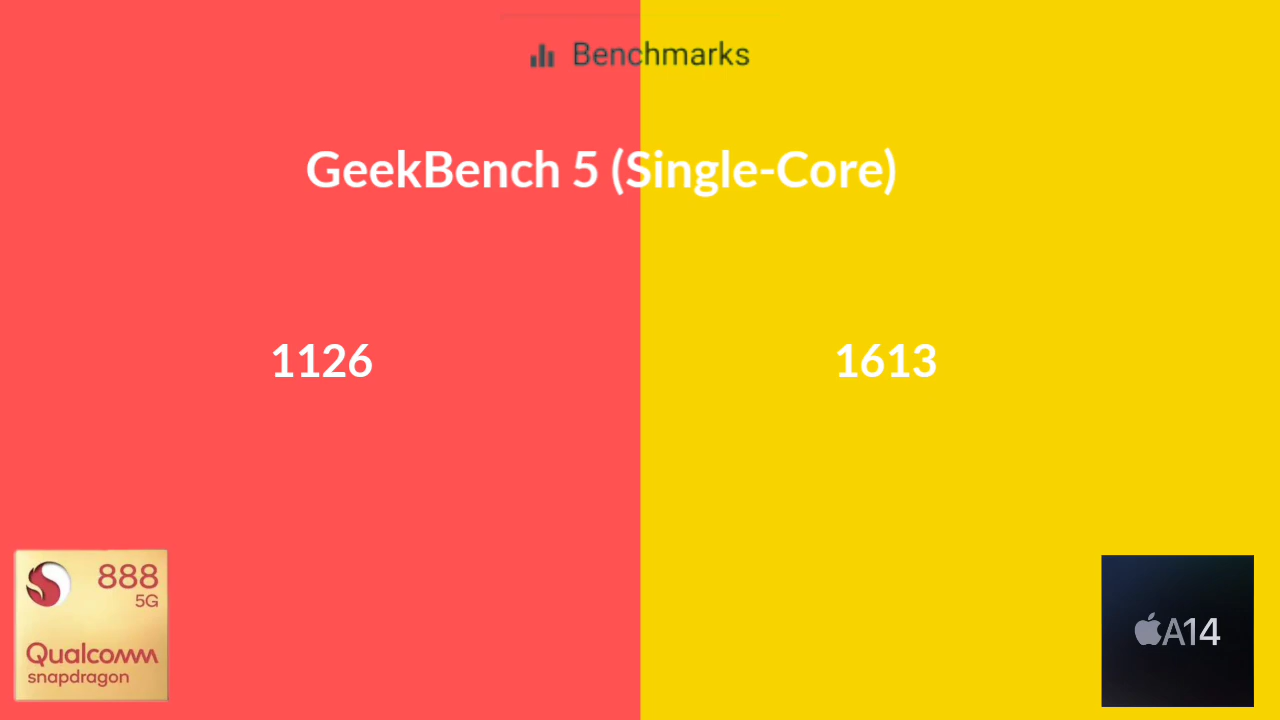 Benchmarks
GeekBench 5 (Single-Core)
1126
1613
888
5G
Qualcomm
snapdragon
A14